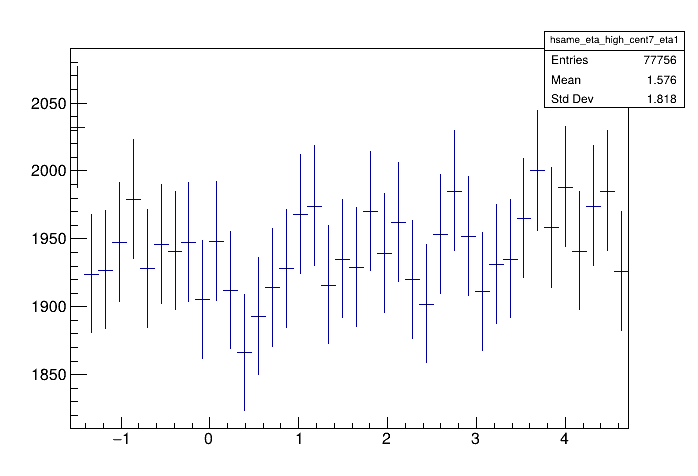 hsame_eta_high_cent7_eta1
Entries 77756
Mean 1.576
Std Dev 1.818
2050
2000
1950
1900
1850
−1 0 1 2 3 4